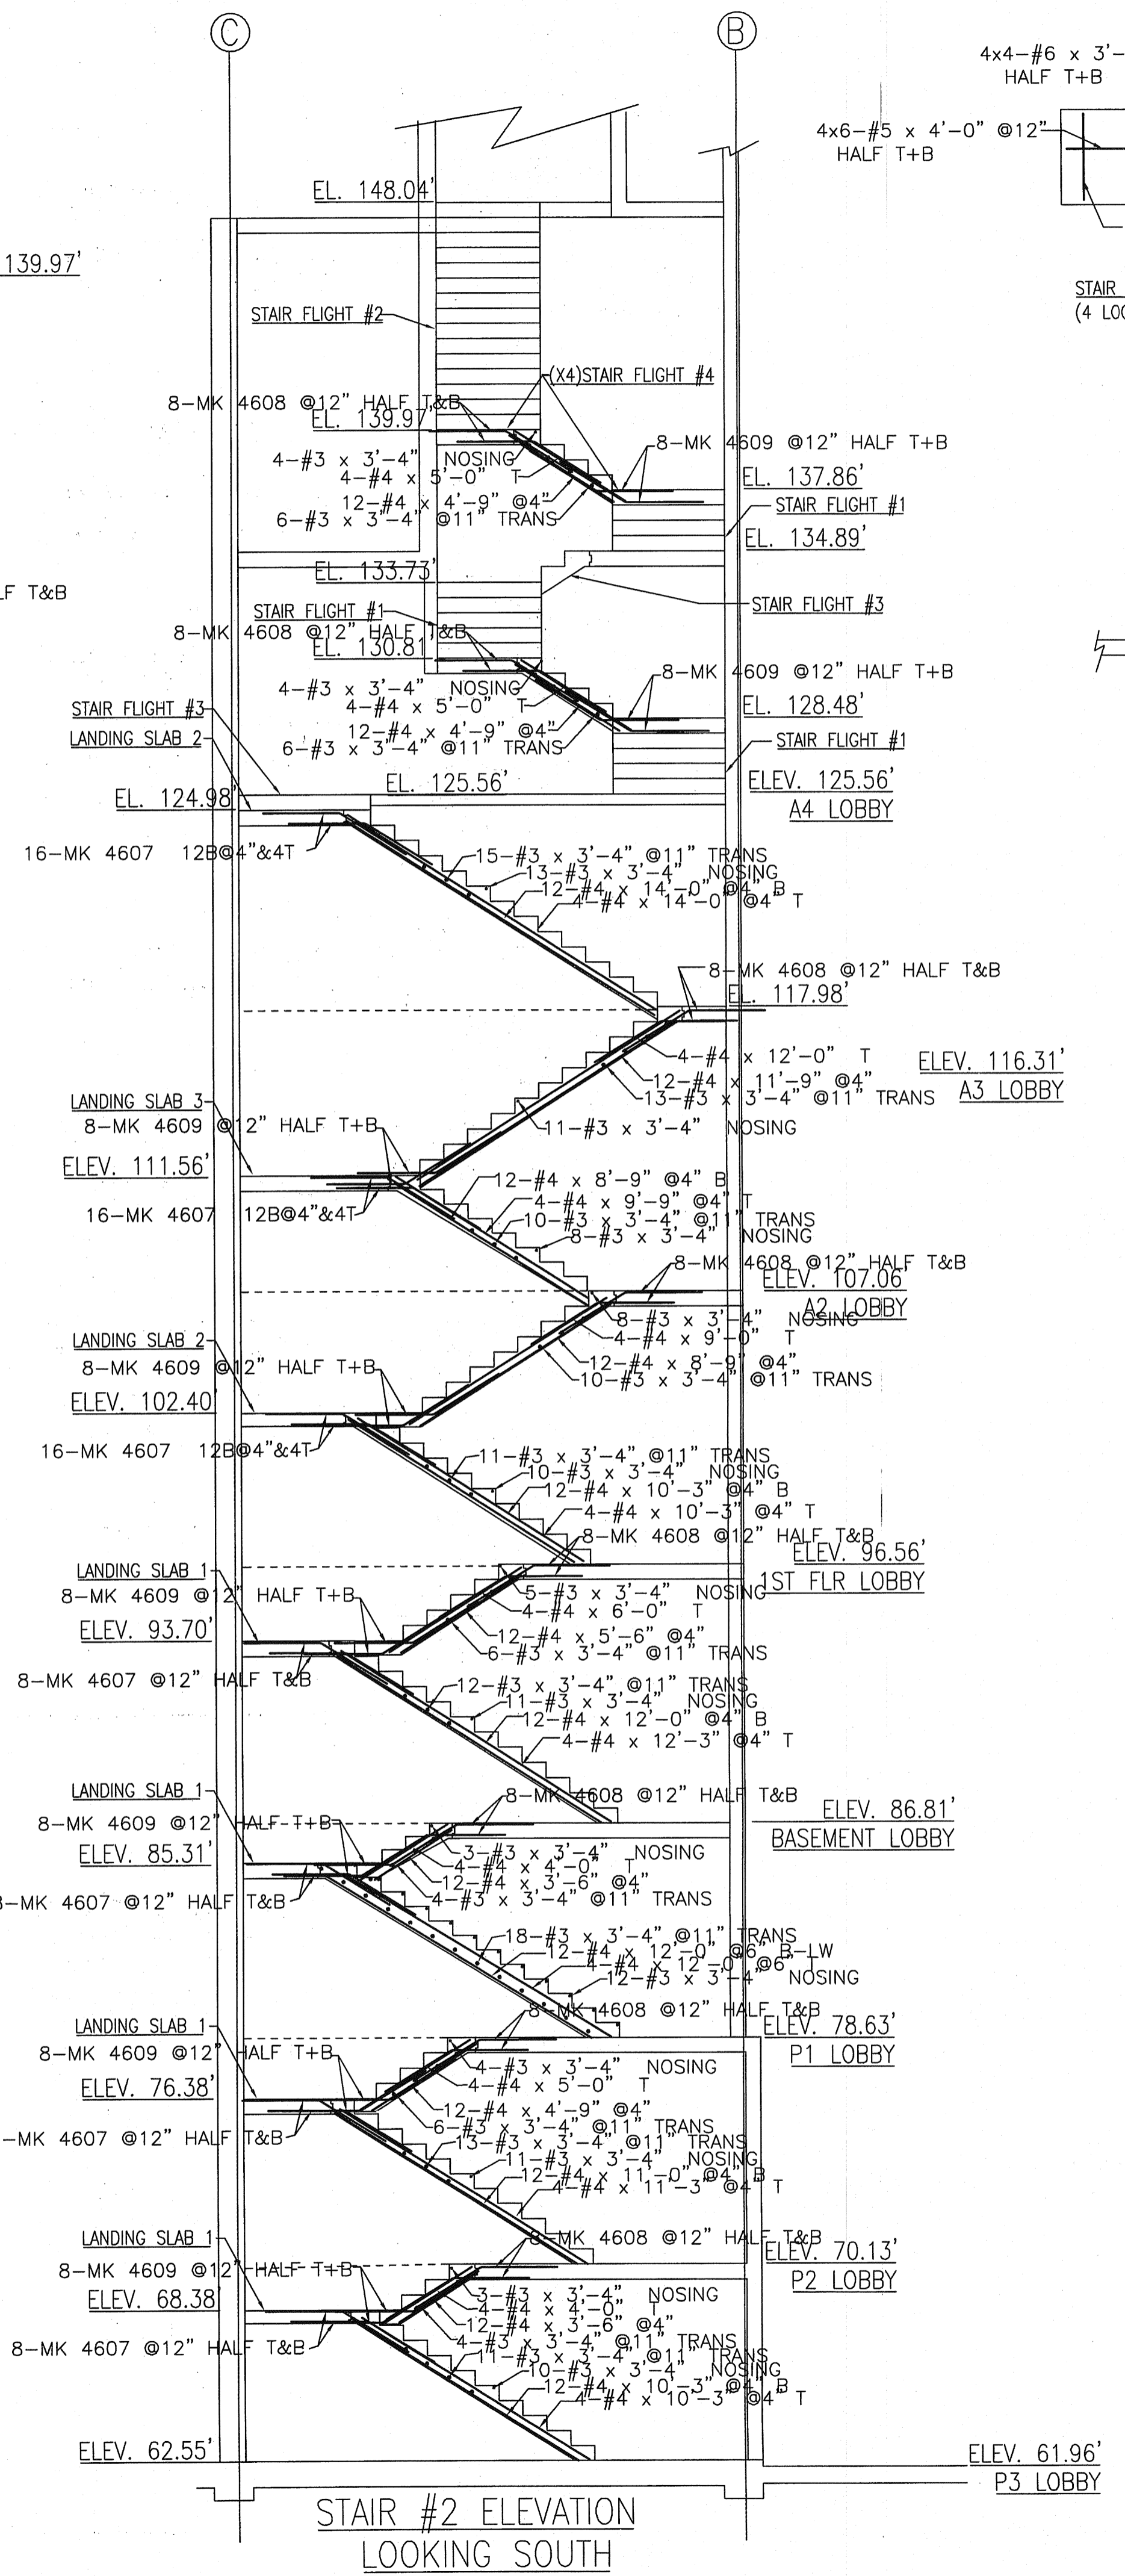 C
B
4x4-#6 x 3'-
HALF T+B
4x6-#5 x 4'-0" @12"
HALF T+B
EL. 148.04'
139.97'
STAIR FLIGHT #2
STAIR
(4 LOC
(X4)STAIR FLIGHT #4
8-MK 4608 @12" HALF T&B
EL. 139.97'
8-MK 4609 @12" HALF T+B
4-#3 x 3'-4" NOSING
4-#4 x 5'-0" T
12-#4 x 4'-9" @4"
6-#3 x 3'-4" @11" TRANS
EL. 137.86'
STAIR FLIGHT #1
EL. 134.89'
EL. 133.73'
LF T&B
STAIR FLIGHT #3
STAIR FLIGHT #1
8-MK 4608 @12" HALF T&B
EL. 130.81'
8-MK 4609 @12" HALF T+B
4-#3 x 3'-4" NOSING
4-#4 x 5'-0" T
12-#4 x 4'-9" @4"
6-#3 x 3'-4" @11" TRANS
EL. 128.48'
STAIR FLIGHT #3
LANDING SLAB 2
STAIR FLIGHT #1
EL. 125.56'
ELEV. 125.56'
A4 LOBBY
EL. 124.98'
16-MK 4607 12B@4"&4T
15-#3 x 3'-4" @11" TRANS
13-#3 x 3'-4" NOSING
12-#4 x 14'-0" @4" B
4-#4 x 14'-0" @4" T
8-MK 4608 @12" HALF T&B
EL. 117.98'
4-#4 x 12'-0" T
12-#4 x 11'-9" @4"
13-#3 x 3'-4" @11" TRANS
ELEV. 116.31'
A3 LOBBY
LANDING SLAB 3
8-MK 4609 @12" HALF T+B
11-#3 x 3'-4" NOSING
ELEV. 111.56'
16-MK 4607 12B@4"&4T
12-#4 x 8'-9" @4" B
4-#4 x 9'-9" @4" T
10-#3 x 3'-4" @11" TRANS
8-#3 x 3'-4" NOSING
8-MK 4608 @12" HALF T&B
ELEV. 107.06'
A2 LOBBY
8-#3 x 3'-4" NOSING
4-#4 x 9'-0" T
12-#4 x 8'-9" @4"
10-#3 x 3'-4" @11" TRANS
LANDING SLAB 2
8-MK 4609 @12" HALF T+B
ELEV. 102.40'
16-MK 4607 12B@4"&4T
11-#3 x 3'-4" @11" TRANS
10-#3 x 3'-4" NOSING
12-#4 x 10'-3" @4" B
4-#4 x 10'-3" @4" T
8-MK 4608 @12" HALF T&B
ELEV. 96.56'
1ST FLR LOBBY
LANDING SLAB 1
8-MK 4609 @12" HALF T+B
5-#3 x 3'-4" NOSING
4-#4 x 6'-0" T
12-#4 x 5'-6" @4"
6-#3 x 3'-4" @11" TRANS
ELEV. 93.70'
8-MK 4607 @12" HALF T&B
12-#3 x 3'-4" @11" TRANS
11-#3 x 3'-4" NOSING
12-#4 x 12'-0" @4" B
4-#4 x 12'-3" @4" T
LANDING SLAB 1
8-MK 4608 @12" HALF T&B
8-MK 4609 @12" HALF T+B
ELEV. 86.81'
BASEMENT LOBBY
ELEV. 85.31'
3-#3 x 3'-4" NOSING
4-#4 x 4'-0" T
12-#4 x 3'-6" @4"
4-#3 x 3'-4" @11" TRANS
8-MK 4607 @12" HALF T&B
18-#3 x 3'-4" @11" TRANS
12-#4 x 12'-0" @6" B-LW
4-#4 x 12'-0" @6" T
12-#3 x 3'-4" NOSING
8-MK 4608 @12" HALF T&B
LANDING SLAB 1
8-MK 4609 @12" HALF T+B
ELEV. 78.63'
P1 LOBBY
ELEV. 76.38'
4-#3 x 3'-4" NOSING
4-#4 x 5'-0" T
12-#4 x 4'-9" @4"
6-#3 x 3'-4" @11" TRANS
-MK 4607 @12" HALF T&B
13-#3 x 3'-4" @11" TRANS
11-#3 x 3'-4" NOSING
12-#4 x 11'-0" @4" B
4-#4 x 11'-3" @4" T
LANDING SLAB 1
8-MK 4608 @12" HALF T&B
8-MK 4609 @12" HALF T+B
ELEV. 70.13'
P2 LOBBY
ELEV. 68.38'
3-#3 x 3'-4" NOSING
4-#4 x 4'-0" T
12-#4 x 3'-6" @4"
4-#3 x 3'-4" @11" TRANS
8-MK 4607 @12" HALF T&B
11-#3 x 3'-4" @11" TRANS
10-#3 x 3'-4" NOSING
12-#4 x 10'-3" @4" B
4-#4 x 10'-3" @4" T
ELEV. 62.55'
ELEV. 61.96'
P3 LOBBY
STAIR #2 ELEVATION
LOOKING SOUTH